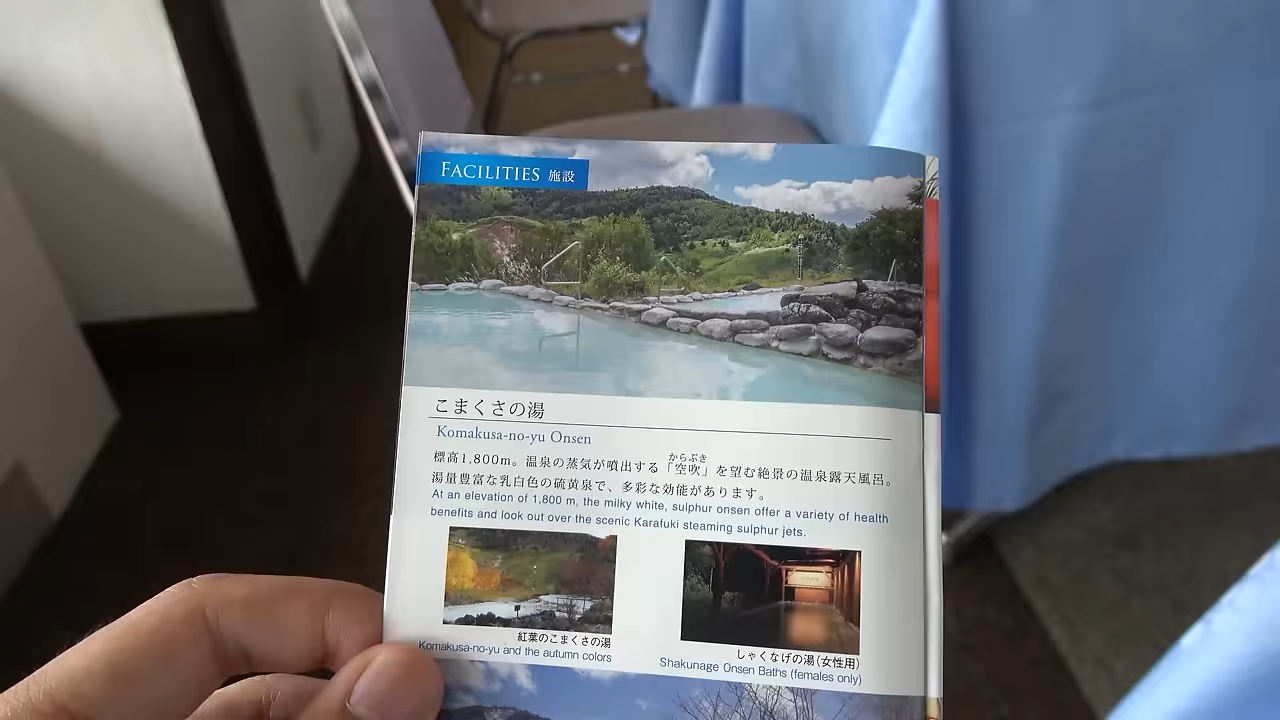 FACILITIES 施設
こまくさの湯
Komakusa-no-yu Onsen
からぶき
標高1,800m。温泉の蒸気が噴出する「空吹」を望む絶景の温泉露天風呂。
湯量豊富な乳白色の硫黄泉で、多彩な効能があります。
At an elevation of 1,800 m, the milky white, sulphur onsen offer a variety of health
benefits and look out over the scenic Karafuki steaming sulphur jets.
紅葉のこまくさの湯
Komakusa-no-yu and the autumn colors
しゃくなげの湯(女性用)
Shakunage Onsen Baths (females only)